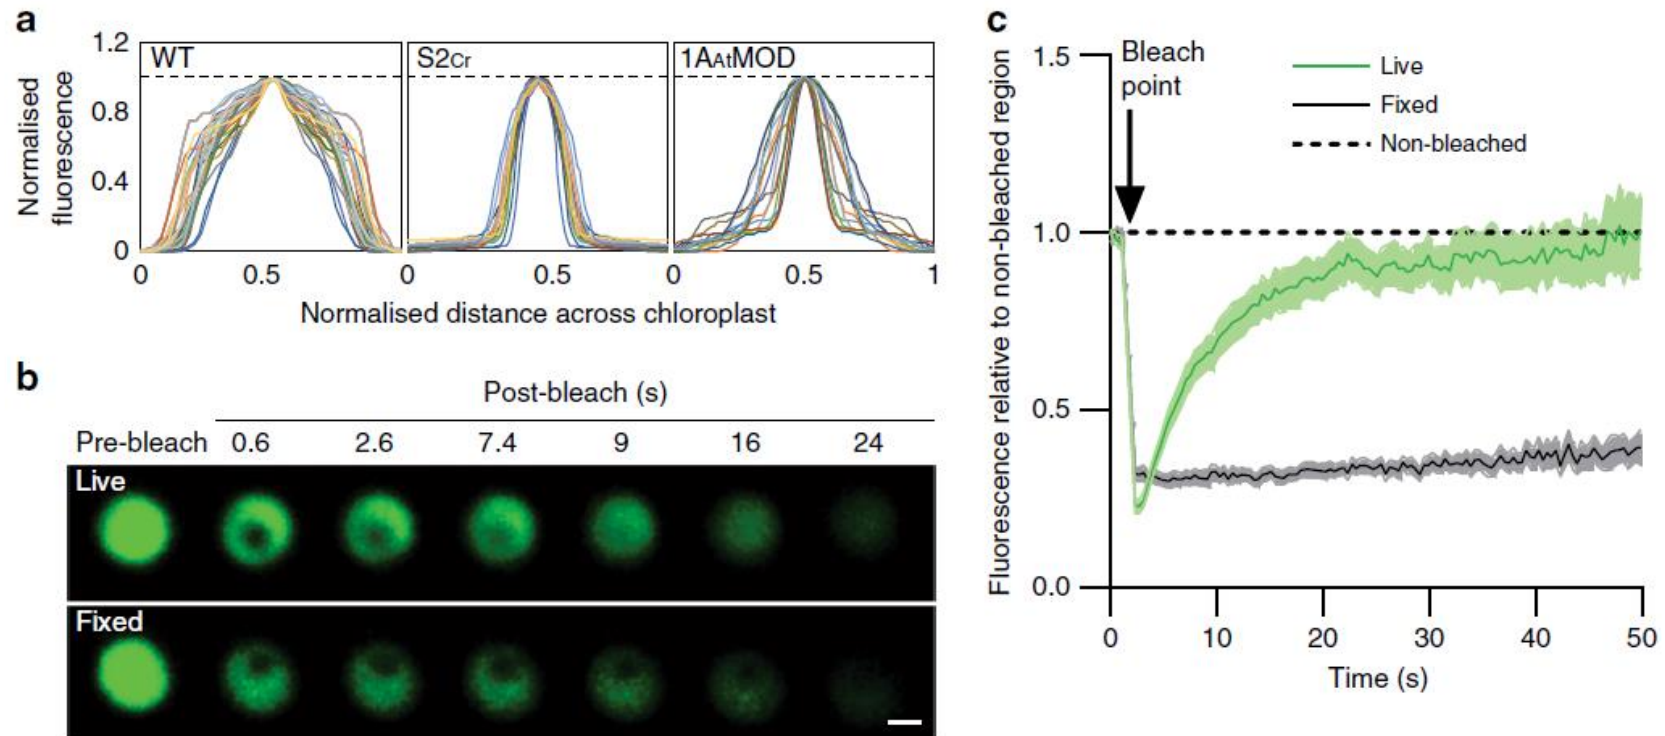 a
Normalised
fluorescence
1.2
0.8
0.4
0
WT
S2Cr
1AAtMOD
0 0.5 0 0.5 0 0.5 1
Normalised distance across chloroplast
b
Post-bleach (s)
Pre-bleach 0.6 2.6 7.4 9 16 24
Live
Fixed
c
Fluorescence relative to non-bleached region
1.5
1.0
0.5
0.0
Bleach
point
Live
Fixed
Non-bleached
0 10 20 30 40 50
Time (s)